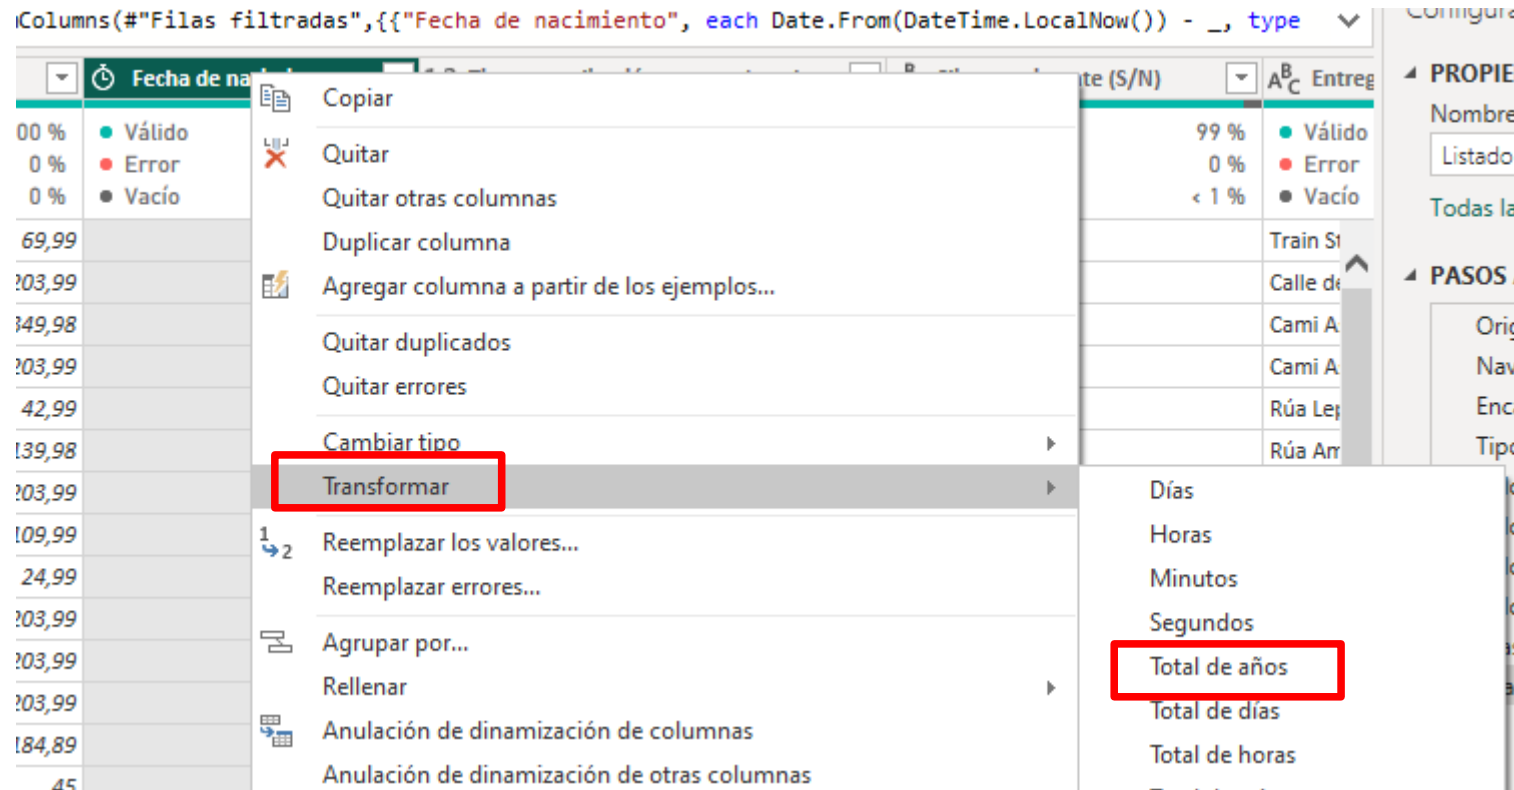 Columns(#"Filas filtradas",{{"Fecha de nacimiento", each Date.From(DateTime.LocalNow()) - _, type
Fecha de na
(S/N)
ABC Entreg
00 %
Válido
99 %
Válido
0 %
Error
0 %
Error
0 %
Vacío
< 1 %
Vacío
69,99
203,99
349,98
203,99
42,99
139,98
203,99
109,99
24,99
203,99
203,99
203,99
184,89
45
Copiar
Quitar
Quitar otras columnas
Duplicar columna
Agregar columna a partir de los ejemplos...
Quitar duplicados
Quitar errores
Cambiar tipo
Transformar
Reemplazar los valores...
Reemplazar errores...
Agrupar por...
Rellenar
Anulación de dinamización de columnas
Anulación de dinamización de otras columnas
Días
Horas
Minutos
Segundos
Total de años
Total de días
Total de horas
Train St
Calle de
Cami A
Cami A
Rúa Lep
Rúa Am
PROPIE
Nombre
Listado
Todas la
PASOS
Orig
Nav
Enc
Tipo